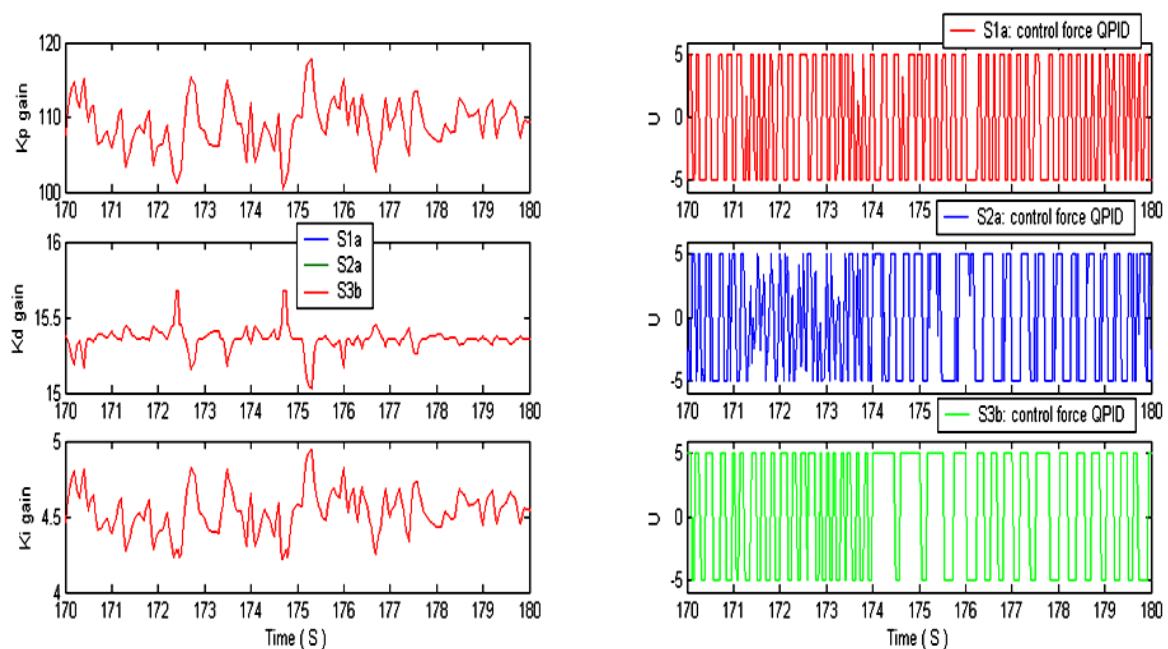 120
110
100
Kp gain
170 171 172 173 174 175 176 177 178 179 180
16
15.5
15
Kd gain
S1a
S2a
S3b
170 171 172 173 174 175 176 177 178 179 180
5
4.5
4
Ki gain
170 171 172 173 174 175 176 177 178 179 180
Time ( S )
S1a: control force QPID
5
0
-5
U
170 171 172 173 174 175 176 177 178 179 180
S2a: control force QPID
5
0
-5
U
170 171 172 173 174 175 176 177 178 179 180
S3b: control force QPID
5
0
-5
U
170 171 172 173 174 175 176 177 178 179 180
Time ( S )